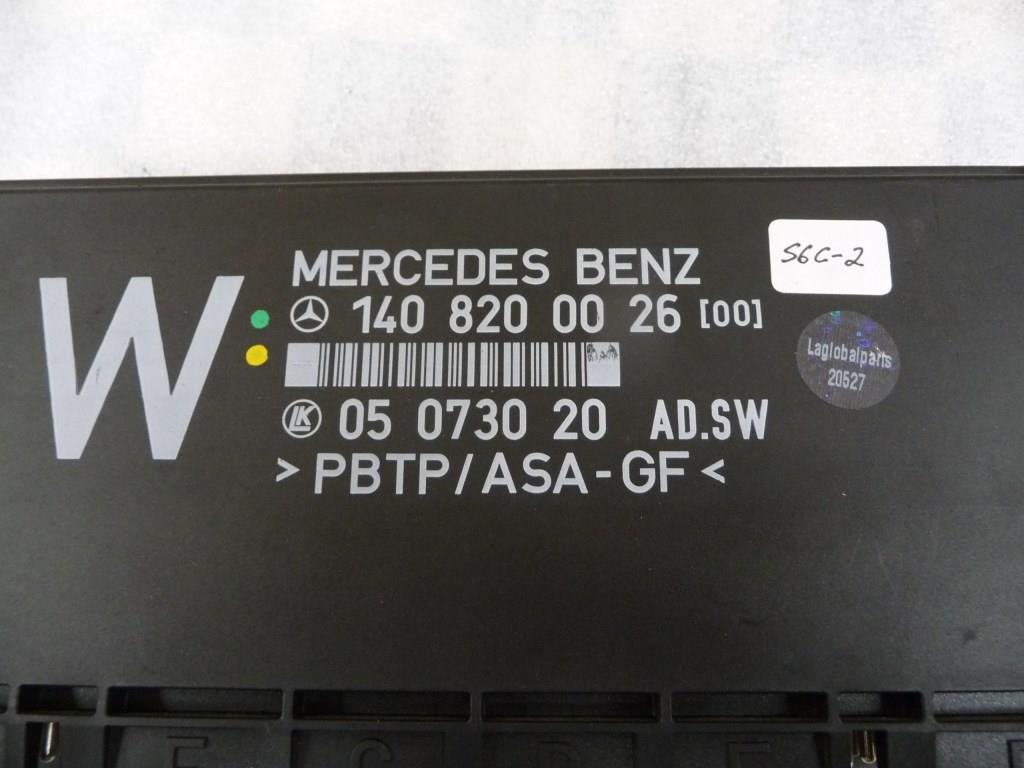 W
MERCEDES BENZ
140 820 00 26 [00]
LK 05 0730 20 AD.SW
>PBTP/ASA-GF<
S6C-2
Laglobalparts
20527